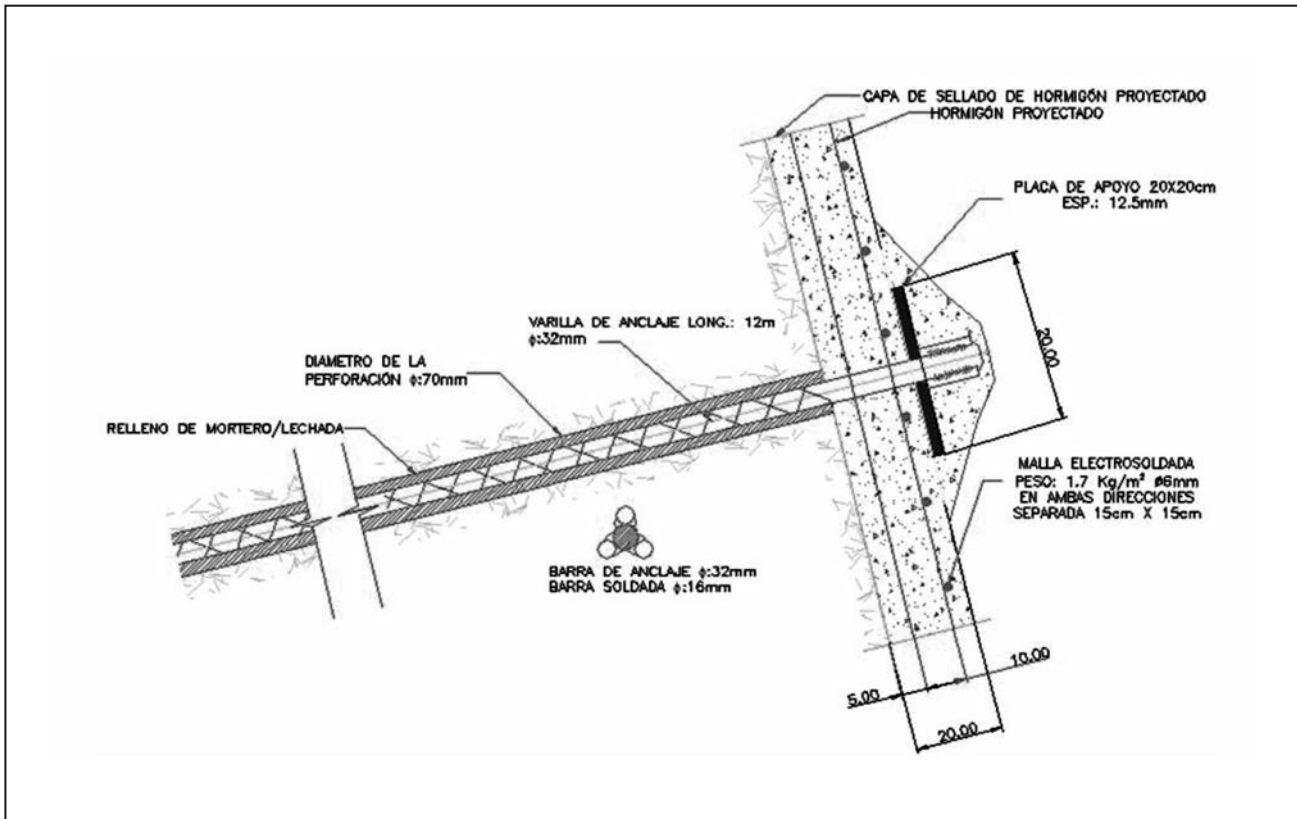 CAPA DE SELLADO DE HORMIGÓN PROYECTADO
HORMIGÓN PROYECTADO
PLACA DE APOYO 20X20cm
ESP.: 12.5mm
20.00
VARILLA DE ANCLAJE LONG.: 12m
ϕ:32mm
DIAMETRO DE LA
PERFORACIÓN ϕ:70mm
RELLENO DE MORTERO/LECHADA
MALLA ELECTROSOLDADA
PESO: 1.7 Kg/m² ø6mm
EN AMBAS DIRECCIONES
SEPARADA 15cm X 15cm
BARRA DE ANCLAJE ϕ:32mm
BARRA SOLDADA ϕ:16mm
10.00
5.00
20.00